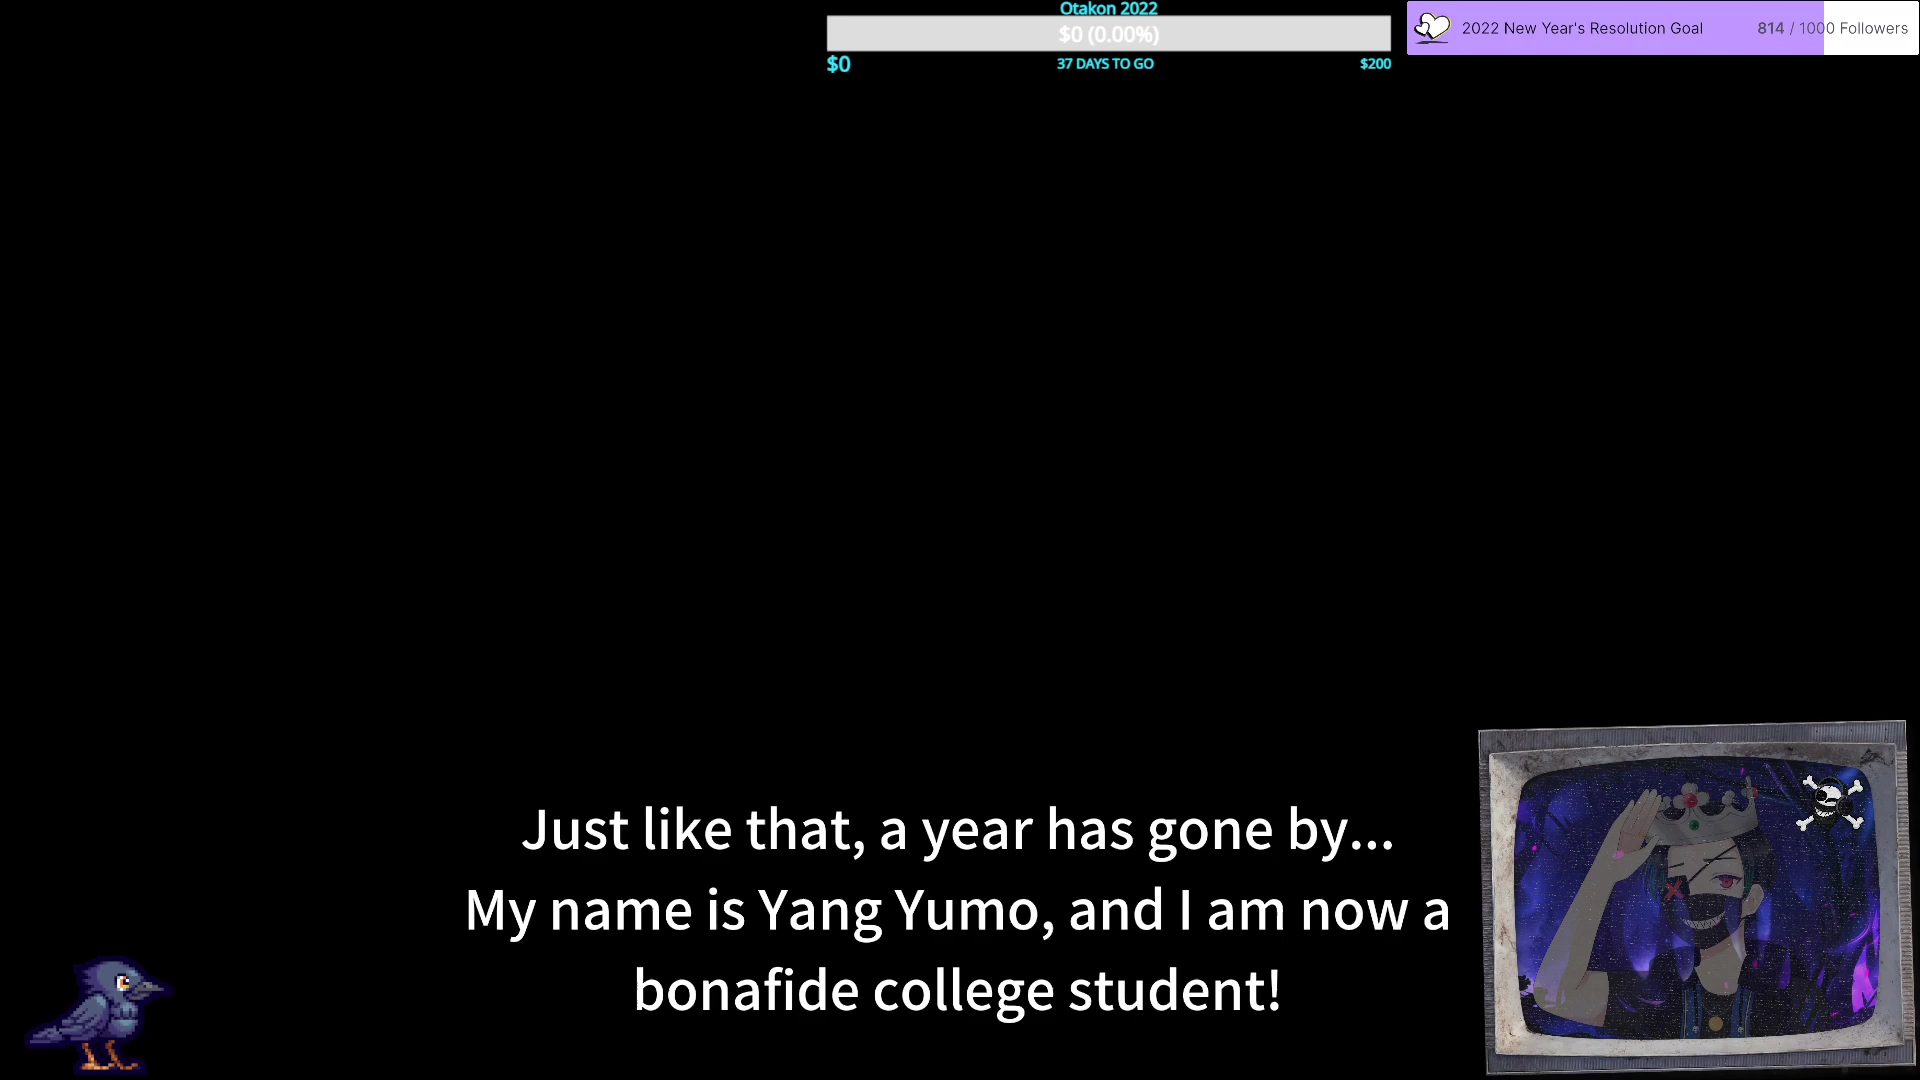 Otakon 2022
$0 (0.00%)
$0 37 DAYS TO GO $200
2022 New Year's Resolution Goal 814 / 1000 Followers
Just like that, a year has gone by...
My name is Yang Yumo, and I am now a
bonafide college student!